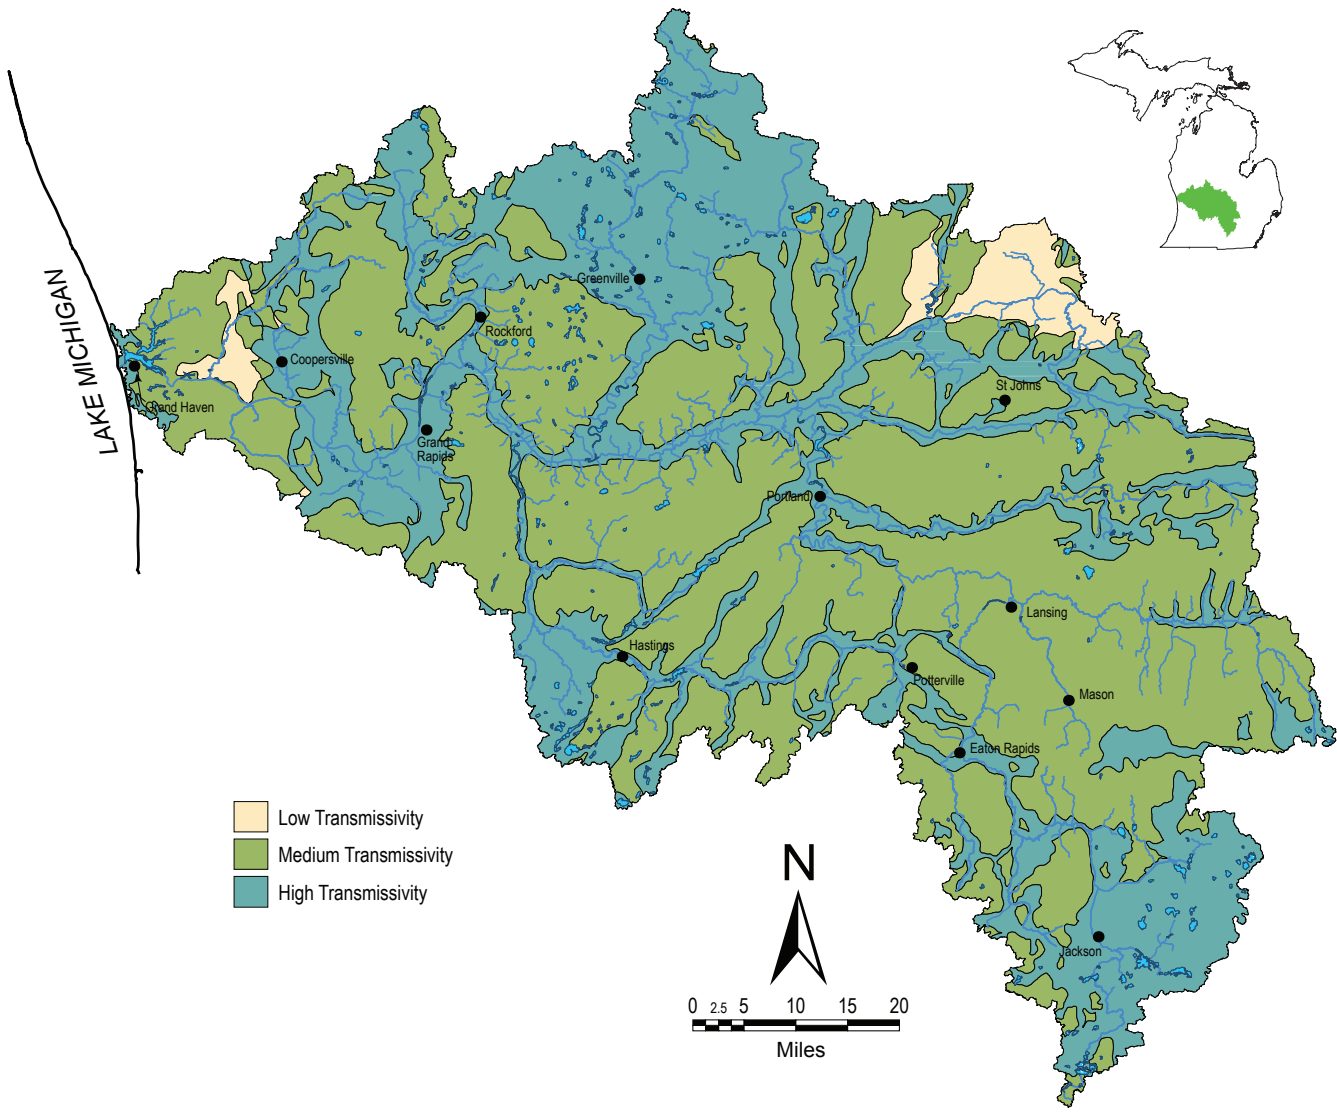 LAKE MICHIGAN
Greenville
Rockford
Coopersville
Grand Haven
St Johns
Grand
Rapids
Portland
Lansing
Hastings
Potterville
Mason
Eaton Rapids
Low Transmissivity
Medium Transmissivity
High Transmissivity
N
Jackson
0 2.5 5 10 15 20
Miles